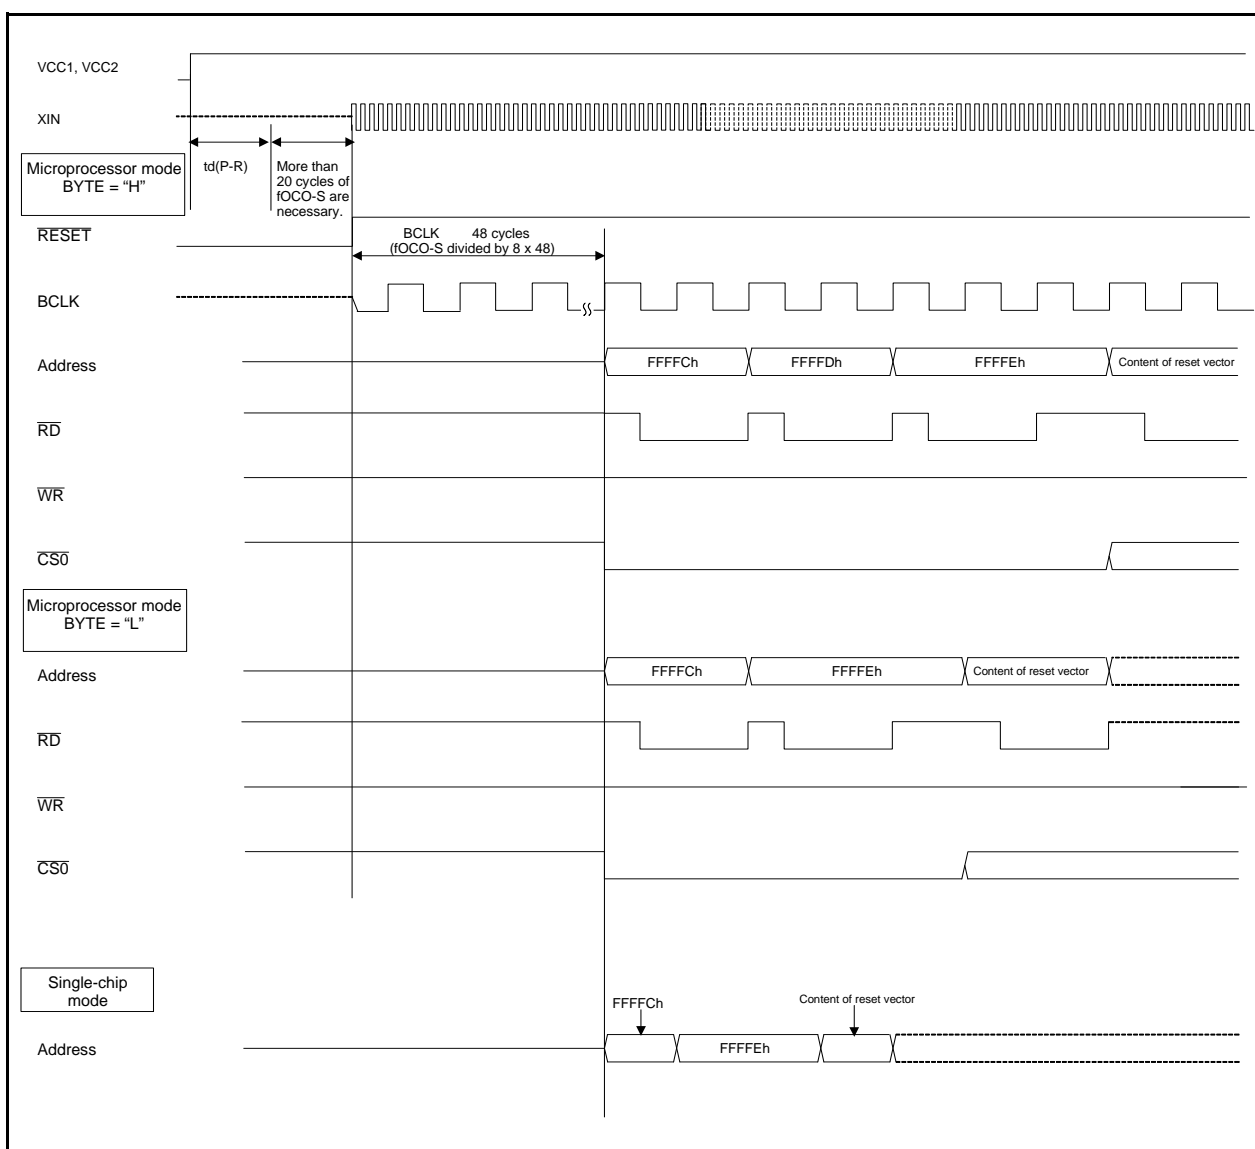 VCC1, VCC2
XIN
Microprocessor mode
BYTE = “H”
td(P-R)
More than
20 cycles of
fOCO-S are
necessary.
RESET
BCLK 48 cycles
(fOCO-S divided by 8 x 48)
BCLK
Address
FFFFCh
FFFFDh
FFFFEh
Content of reset vector
RD
WR
CS0
Microprocessor mode
BYTE = “L”
Address
FFFFCh
FFFFEh
Content of reset vector
RD
WR
CS0
Single-chip
mode
FFFFCh
Content of reset vector
Address
FFFFEh